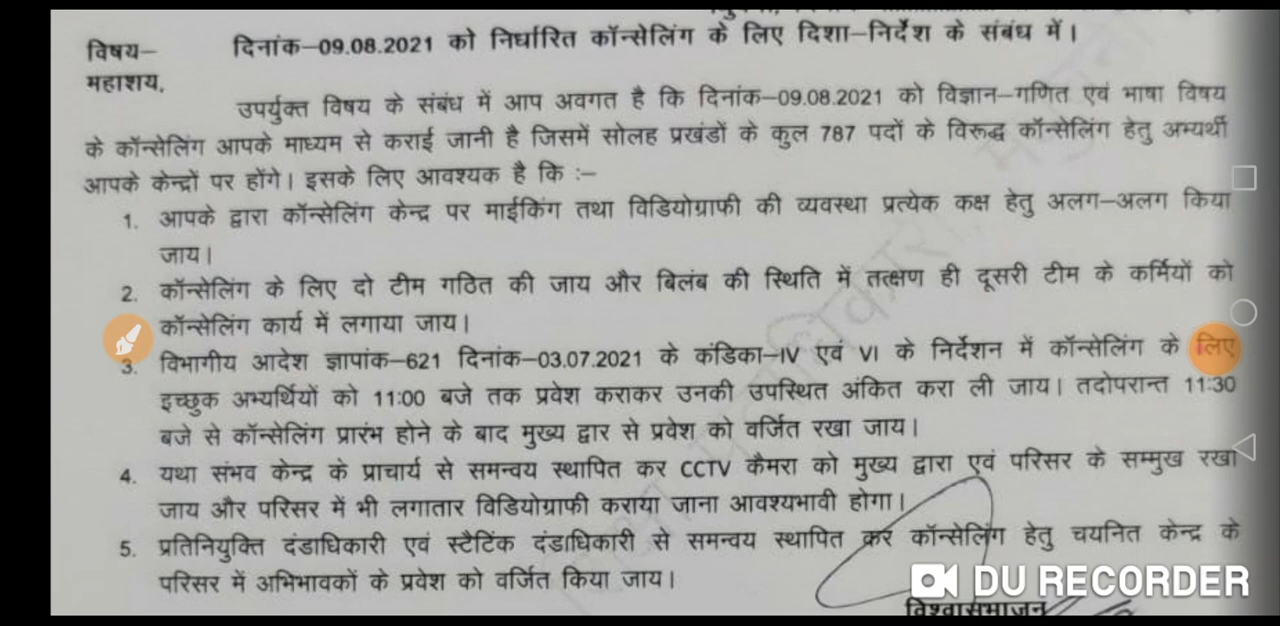 विषय–
दिनांक–09.08.2021 को निर्धारित कॉन्सेलिंग के लिए दिशा–निर्देश के संबंध में।
महाशय,
उपर्युक्त विषय के संबंध में आप अवगत है कि दिनांक–09.08.2021 को विज्ञान–गणित एवं भाषा विषय
के कॉन्सेलिंग आपके माध्यम से कराई जानी है जिसमें सोलह प्रखंडों के कुल 787 पदों के विरूद्ध कॉन्सेलिंग हेतु अभ्यर्थी
आपके केन्द्रों पर होंगे। इसके लिए आवश्यक है कि :–
1. आपके द्वारा कॉन्सेलिंग केन्द्र पर माईकिंग तथा विडियोग्राफी की व्यवस्था प्रत्येक कक्ष हेतु अलग–अलग किया
जाय।
2. कॉन्सेलिंग के लिए दो टीम गठित की जाय और बिलंब की स्थिति में तत्क्षण ही दूसरी टीम के कर्मियों को
कॉन्सेलिंग कार्य में लगाया जाय।
3. विभागीय आदेश ज्ञापांक–621 दिनांक–03.07.2021 के कंडिका–IV एवं VI के निर्देशन में कॉन्सेलिंग के लिए
इच्छुक अभ्यर्थियों को 11:00 बजे तक प्रवेश कराकर उनकी उपस्थित अंकित करा ली जाय। तदोपरान्त 11:30
बजे से कॉन्सेलिंग प्रारंभ होने के बाद मुख्य द्वार से प्रवेश को वर्जित रखा जाय।
4. यथा संभव केन्द्र के प्राचार्य से समन्वय स्थापित कर CCTV कैमरा को मुख्य द्वारा एवं परिसर के सम्मुख रखा
जाय और परिसर में भी लगातार विडियोग्राफी कराया जाना आवश्यभावी होगा।
5. प्रतिनियुक्ति दंडाधिकारी एवं स्टैटिंक दंडाधिकारी से समन्वय स्थापित कर कॉन्सेलिंग हेतु चयनित केन्द्र के
परिसर में अभिभावकों के प्रवेश को वर्जित किया जाय।
DU RECORDER
विश्वासभाजन